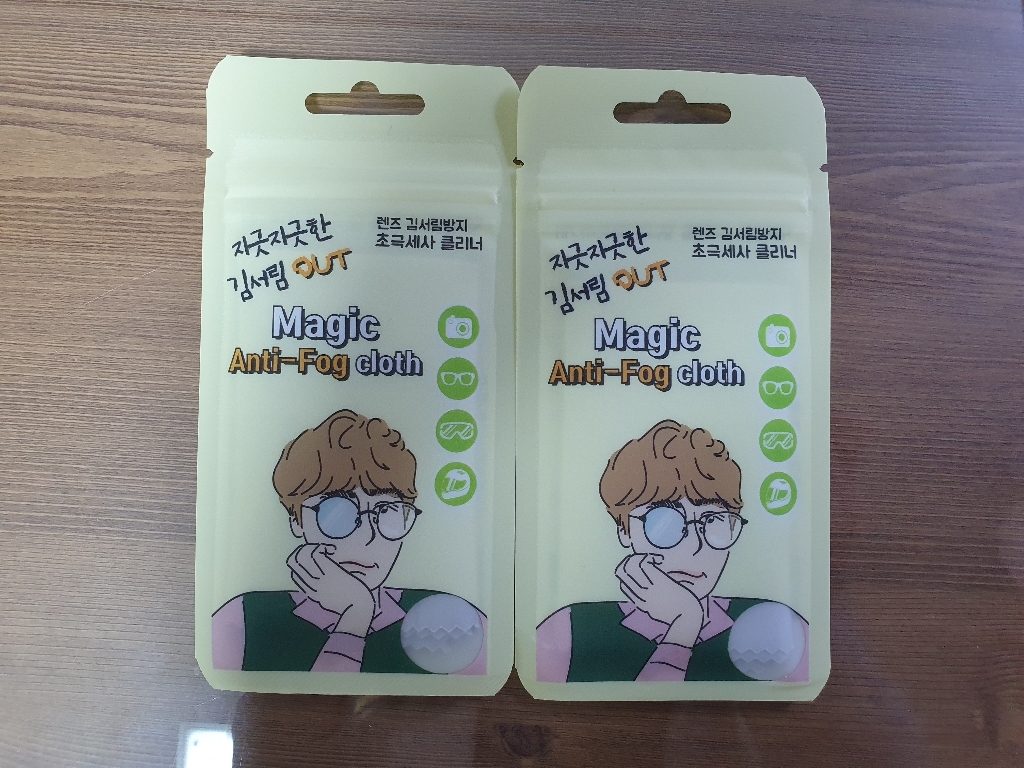 자긋자긋한
김서림 OUT
렌즈 김서림방지
초극세사 클리너
Magic
Anti-Fog cloth
자긋자긋한
김서림 OUT
렌즈 김서림방지
초극세사 클리너
Magic
Anti-Fog cloth